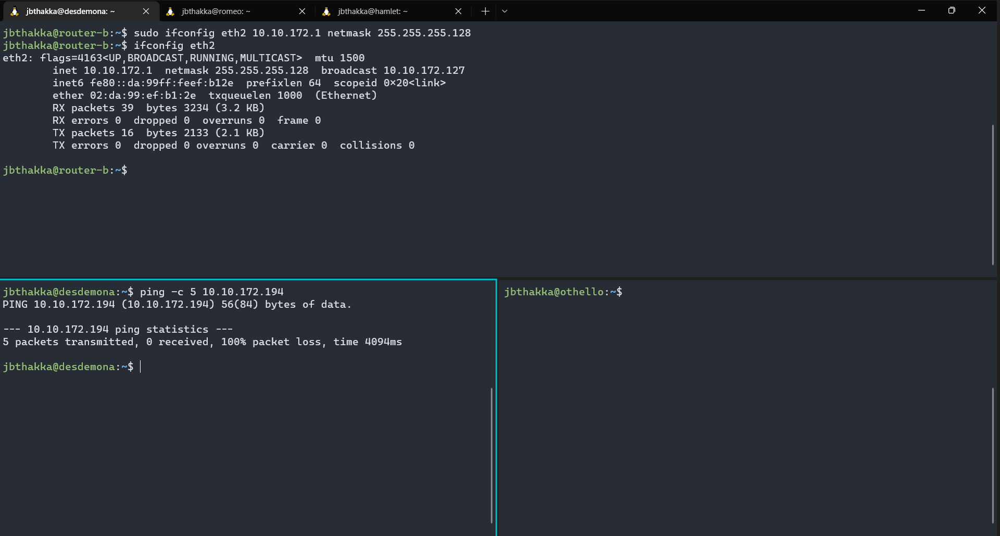 jbthakka@desdemona: ~
jbthakka@romeo: ~
jbthakka@hamlet: ~
jbthakka@router-b:~$ sudo ifconfig eth2 10.10.172.1 netmask 255.255.255.128
jbthakka@router-b:~$ ifconfig eth2
eth2: flags=4163<UP,BROADCAST,RUNNING,MULTICAST>  mtu 1500
        inet 10.10.172.1  netmask 255.255.255.128  broadcast 10.10.172.127
        inet6 fe80::da:99ff:feef:b12e  prefixlen 64  scopeid 0×20<link>
        ether 02:da:99:ef:b1:2e  txqueuelen 1000  (Ethernet)
        RX packets 39  bytes 3234 (3.2 KB)
        RX errors 0  dropped 0  overruns 0  frame 0
        TX packets 16  bytes 2133 (2.1 KB)
        TX errors 0  dropped 0 overruns 0  carrier 0  collisions 0
jbthakka@router-b:~$
jbthakka@desdemona:~$ ping -c 5 10.10.172.194
PING 10.10.172.194 (10.10.172.194) 56(84) bytes of data.
--- 10.10.172.194 ping statistics ---
5 packets transmitted, 0 received, 100% packet loss, time 4094ms
jbthakka@desdemona:~$
jbthakka@othello:~$